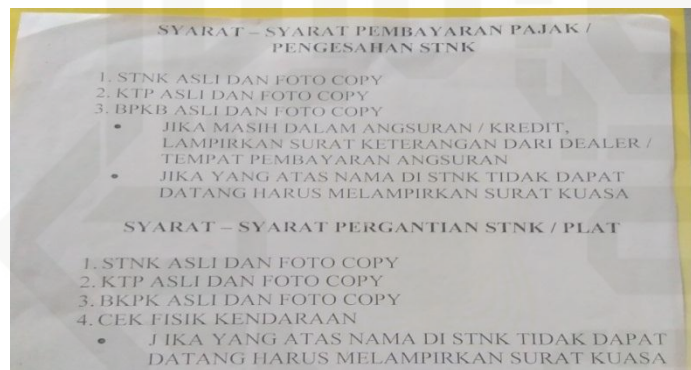 SYARAT – SYARAT PEMBAYARAN PAJAK /
PENGESAHAN STNK
1. STNK ASLI DAN FOTO COPY
2. KTP ASLI DAN FOTO COPY
3. BPKB ASLI DAN FOTO COPY
• JIKA MASIH DALAM ANGSURAN / KREDIT,
LAMPIRKAN SURAT KETERANGAN DARI DEALER /
TEMPAT PEMBAYARAN ANGSURAN
• JIKA YANG ATAS NAMA DI STNK TIDAK DAPAT
DATANG HARUS MELAMPIRKAN SURAT KUASA
SYARAT – SYARAT PERGANTIAN STNK / PLAT
1. STNK ASLI DAN FOTO COPY
2. KTP ASLI DAN FOTO COPY
3. BKPK ASLI DAN FOTO COPY
4. CEK FISIK KENDARAAN
• J IKA YANG ATAS NAMA DI STNK TIDAK DAPAT
DATANG HARUS MELAMPIRKAN SURAT KUASA